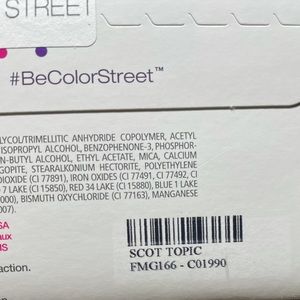 STREET
#BeColorStreet™
LYCOL/TRIMELLITIC ANHYDRIDE COPOLYMER, ACETYL
ISOPROPYL ALCOHOL, BENZOPHENONE-3, PHOSPHOR-
N-BUTYL ALCOHOL, ETHYL ACETATE, MICA, CALCIUM
GOPITE, STEARALKONIUM HECTORITE, POLYETHYLENE
DIOXIDE (CI 77891), IRON OXIDES (CI 77491, CI 77492, CI
7 LAKE (CI 15850), RED 34 LAKE (CI 15880), BLUE 1 LAKE
000), BISMUTH OXYCHLORIDE (CI 77163), MANGANESE
007).
SA
aux
IS
action.
SCOT TOPIC
FMG166 - C01990